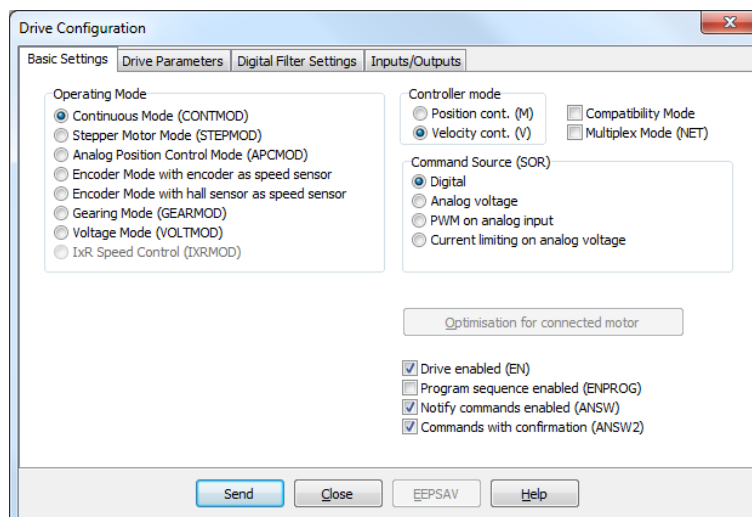 Drive Configuration
Basic Settings
Drive Parameters
Digital Filter Settings
Inputs/Outputs
Operating Mode
Continuous Mode (CONTMOD)
Stepper Motor Mode (STEPMOD)
Analog Position Control Mode (APCMOD)
Encoder Mode with encoder as speed sensor
Encoder Mode with hall sensor as speed sensor
Gearing Mode (GEARMOD)
Voltage Mode (VOLTMOD)
IxR Speed Control (IXRMOD)
Controller mode
Position cont. (M)
Velocity cont. (V)
Compatibility Mode
Multiplex Mode (NET)
Command Source (SOR)
Digital
Analog voltage
PWM on analog input
Current limiting on analog voltage
Optimisation for connected motor
Drive enabled (EN)
Program sequence enabled (ENPROG)
Notify commands enabled (ANSW)
Commands with confirmation (ANSW2)
Send
Close
EEPSAV
Help